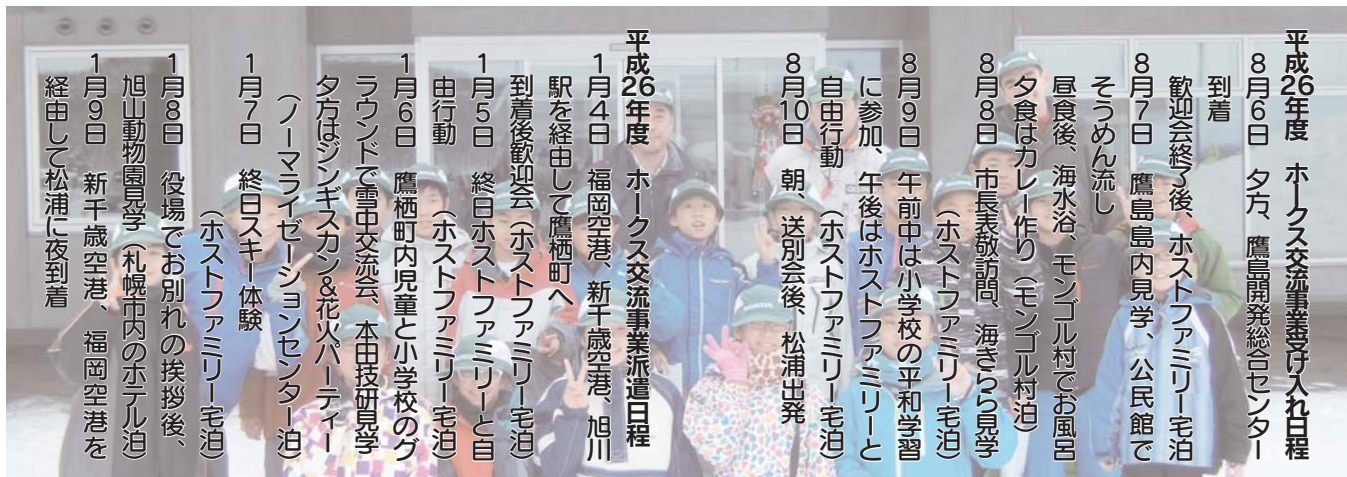 平成26年度　ホークス交流事業受け入れ日程
8月6日　夕方、鷹島開発総合センター
到着
歓迎会終了後、ホストファミリー宅泊
8月7日　鷹島島内見学、公民館で
そうめん流し
昼食後、海水浴、モンゴル村でお風呂
夕食はカレー作り（モンゴル村泊）
8月8日　市長表敬訪問、海きらら見学
（ホストファミリー宅泊）
8月9日　午前中は小学校の平和学習
に参加、午後はホストファミリーと
自由行動　（ホストファミリー宅泊）
8月10日　朝、送別会後、松浦出発
平成26年度　ホークス交流事業派遣日程
1月4日　福岡空港、新千歳空港、旭川
駅を経由して鷹栖町へ
到着後歓迎会（ホストファミリー宅泊）
1月5日　終日ホストファミリーと自
由行動　（ホストファミリー宅泊）
1月6日　鷹栖町内児童と小学校のグ
ラウンドで雪中交流会、本田技研見学
夕方はジンギスカン&花火パーティー
（ノーマライゼーションセンター泊）
1月7日　終日スキー体験
（ホストファミリー宅泊）
1月8日　役場でお別れの挨拶後、
旭山動物園見学（札幌市内のホテル泊）
1月9日　新千歳空港、福岡空港を
経由して松浦に夜到着